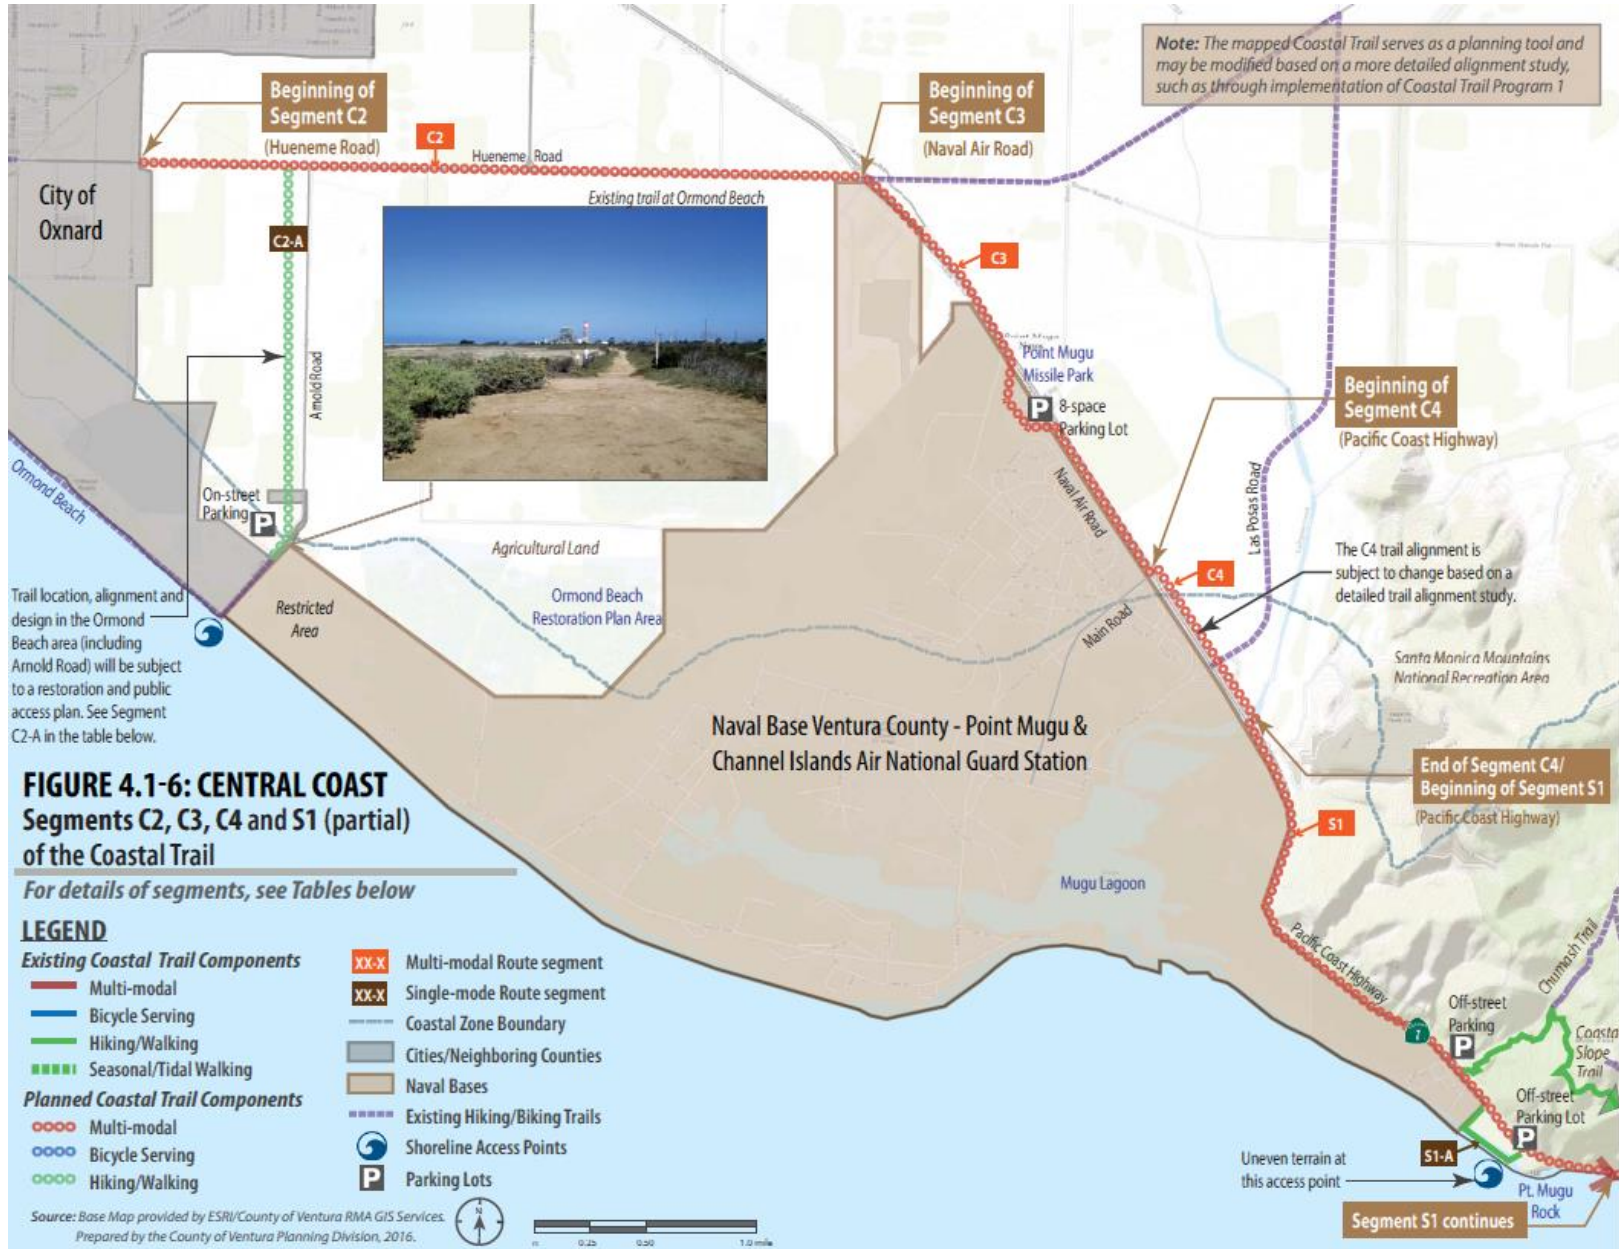 Note: The mapped Coastal Trail serves as a planning tool and
may be modified based on a more detailed alignment study,
such as through implementation of Coastal Trail Program 1
Beginning of
Segment C2
(Hueneme Road)
C2
Hueneme Road
Beginning of
Segment C3
(Naval Air Road)
City of
Oxnard
Existing trail at Ormond Beach
C2-A
C3
Arnold Road
Point Mugu
Missile Park
P
8-space
Parking Lot
Beginning of
Segment C4
(Pacific Coast Highway)
Ormond Beach
On-street
Parking
P
Naval Air Road
Las Posas Road
Agricultural Land
C4
The C4 trail alignment is
subject to change based on a
detailed trail alignment study.
Trail location, alignment and
design in the Ormond
Beach area (including
Arnold Road) will be subject
to a restoration and public
access plan. See Segment
C2-A in the table below.
Restricted
Area
Ormond Beach
Restoration Plan Area
Main Road
Santa Monica Mountains
National Recreation Area
Naval Base Ventura County - Point Mugu &
Channel Islands Air National Guard Station
End of Segment C4/
Beginning of Segment S1
(Pacific Coast Highway)
S1
Mugu Lagoon
Pacific Coast Highway
Chumash Trail
Off-street
Parking
P
1
Coasta
Slope
Trail
Off-street
Parking Lot
P
S1-A
Uneven terrain at
this access point
Pt. Mugu
Rock
Segment S1 continues
FIGURE 4.1-6: CENTRAL COAST
Segments C2, C3, C4 and S1 (partial)
of the Coastal Trail
For details of segments, see Tables below
LEGEND
Existing Coastal Trail Components
Multi-modal
Bicycle Serving
Hiking/Walking
Seasonal/Tidal Walking
Planned Coastal Trail Components
Multi-modal
Bicycle Serving
Hiking/Walking
XX-X Multi-modal Route segment
XX-X Single-mode Route segment
Coastal Zone Boundary
Cities/Neighboring Counties
Naval Bases
Existing Hiking/Biking Trails
Shoreline Access Points
P Parking Lots
Source: Base Map provided by ESRI/County of Ventura RMA GIS Services.
Prepared by the County of Ventura Planning Division, 2016.
N
0 0.25 0.50 1.0 mile